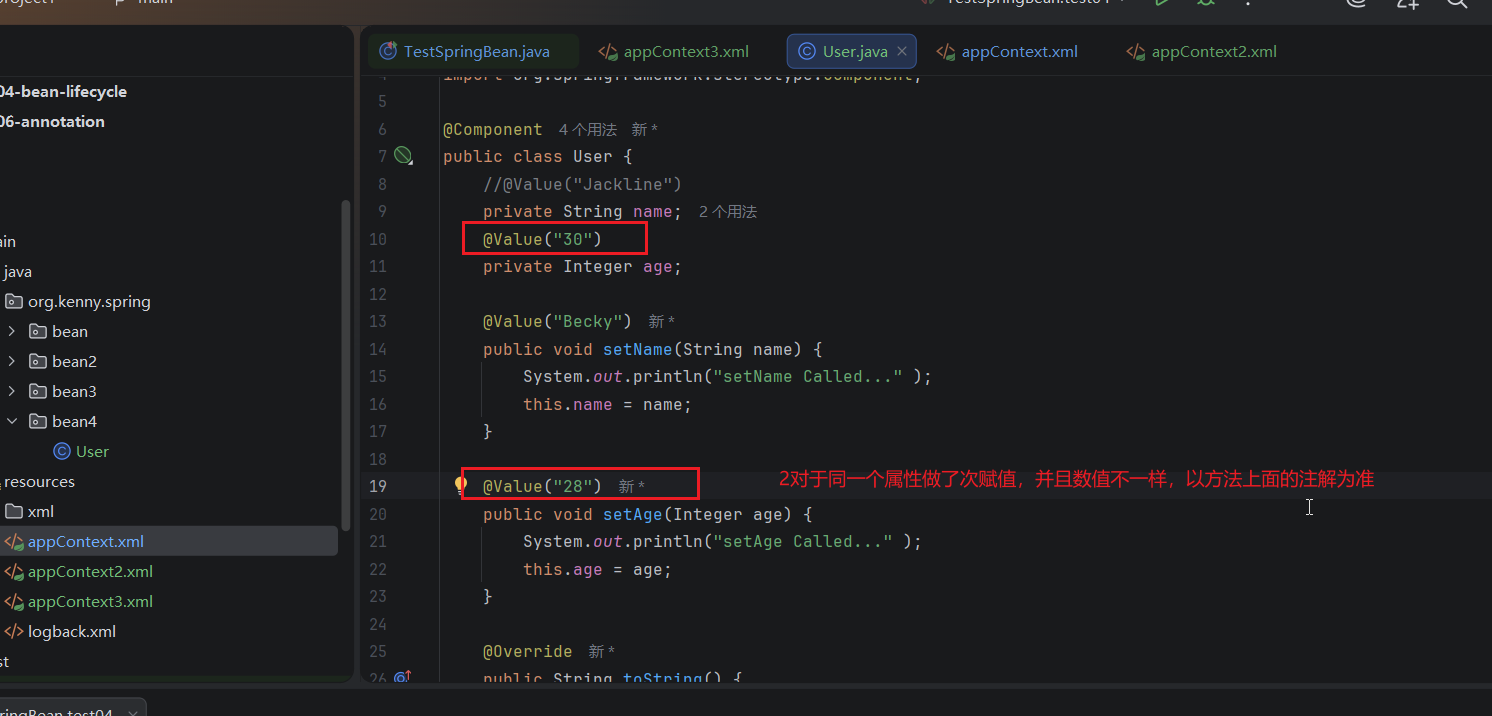 main
TestSpringBean.java
appContext3.xml
User.java
appContext.xml
appContext2.xml
04-bean-lifecycle
06-annotation
java
org.kenny.spring
bean
bean2
bean3
bean4
User
resources
xml
appContext.xml
appContext2.xml
appContext3.xml
logback.xml
5
6 @Component 4 个用法 新 *
7 public class User {
8 //@Value("Jackline")
9 private String name; 2 个用法
10 @Value("30")
11 private Integer age;
12
13 @Value("Becky") 新 *
14 public void setName(String name) {
15 System.out.println("setName Called..." );
16 this.name = name;
17 }
18
19 @Value("28") 新 *
2对于同一个属性做了次赋值，并且数值不一样，以方法上面的注解为准
20 public void setAge(Integer age) {
21 System.out.println("setAge Called..." );
22 this.age = age;
23 }
24
25 @Override 新 *
26 public String toString() {